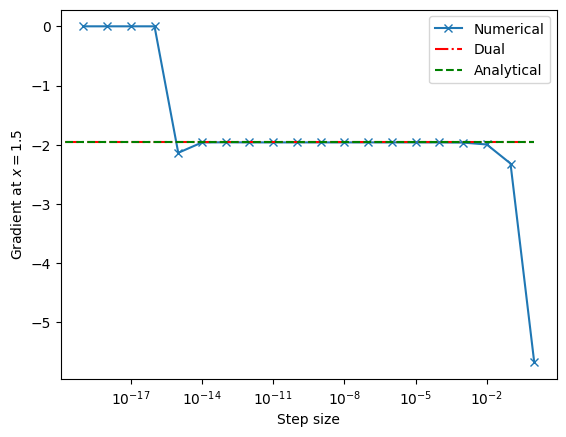 Numerical
Dual
Analytical
0
−1
−2
−3
−4
−5
Gradient at $x = 1.5$
$10^{-17}$ $10^{-14}$ $10^{-11}$ $10^{-8}$ $10^{-5}$ $10^{-2}$
Step size